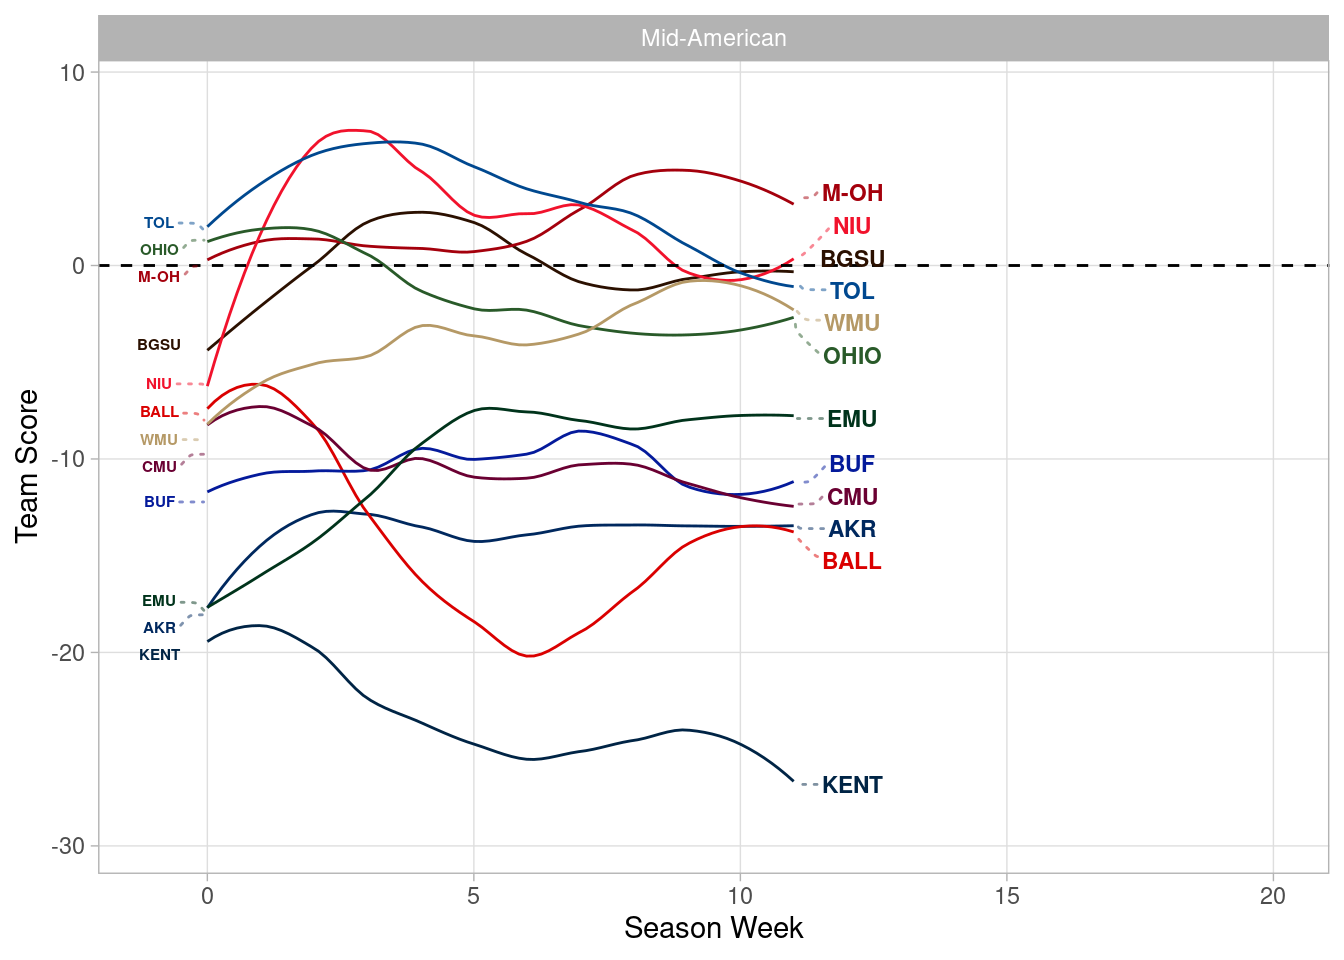 Mid-American
Team Score
10
0
-10
-20
-30
TOL
OHIO
M-OH
BGSU
NIU
BALL
WMU
CMU
BUF
EMU
AKR
KENT
M-OH
NIU
BGSU
TOL
WMU
OHIO
EMU
BUF
CMU
AKR
BALL
KENT
0 5 10 15 20
Season Week